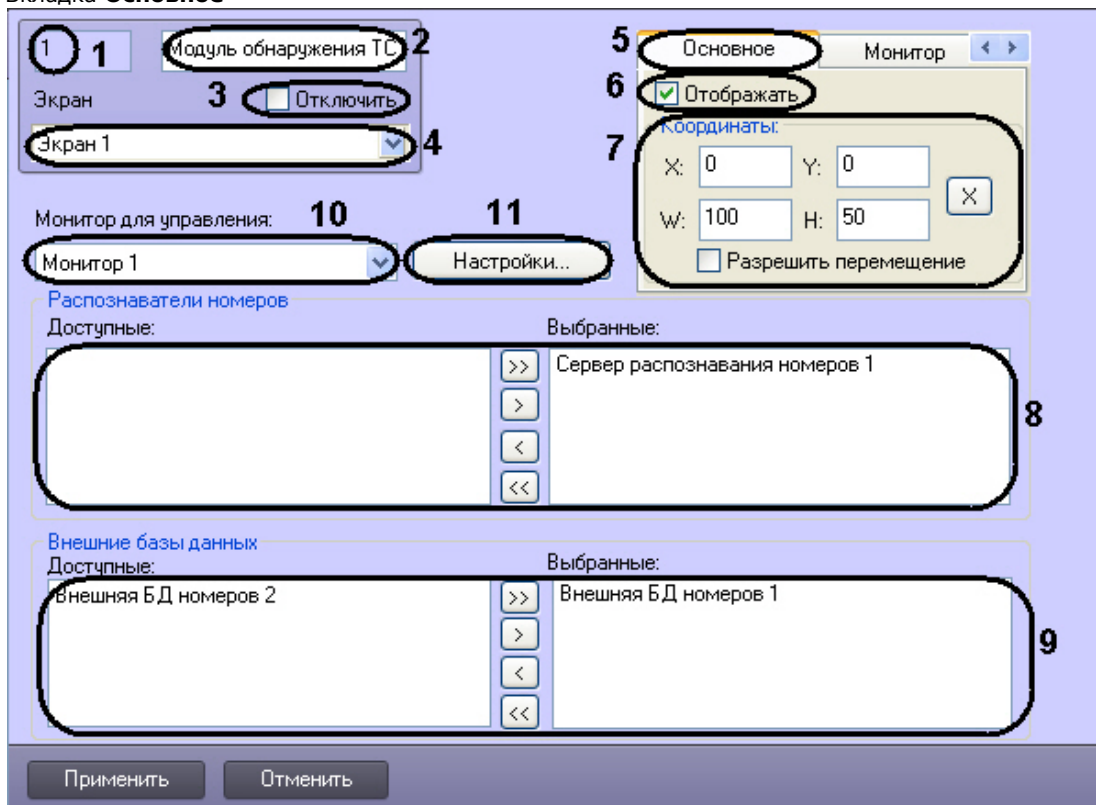 Вкладка Основное
1 1 Модуль обнаружения ТС 2
Экран 3 Отключить
Экран 1 4
5 Основное Монитор
6 Отображать
7 Координаты:
X: 0 Y: 0 X
W: 100 H: 50
Разрешить перемещение
Монитор для управления: 10 11
Монитор 1 Настройки...
Распознаватели номеров
Доступные: Выбранные:
>> Сервер распознавания номеров 1
>
<
<<
8
Внешние базы данных
Доступные: Выбранные:
Внешняя БД номеров 2 >> Внешняя БД номеров 1
>
<
<<
9
Применить Отменить